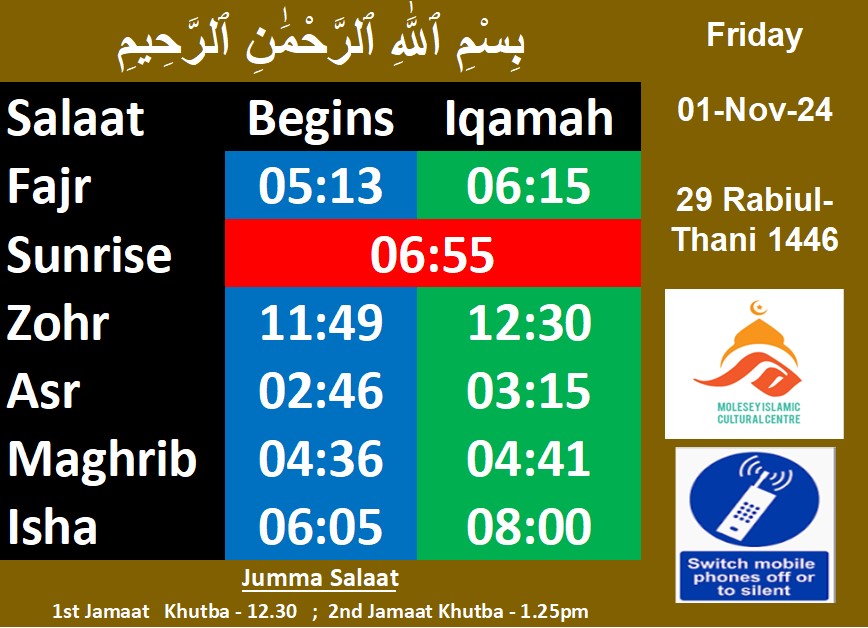 بِسْمِ ٱللَّهِ ٱلرَّحْمَٰنِ ٱلرَّحِيمِ
Salaat Begins Iqamah
Fajr 05:13 06:15
Sunrise 06:55
Zohr 11:49 12:30
Asr 02:46 03:15
Maghrib 04:36 04:41
Isha 06:05 08:00
Jumma Salaat
1st Jamaat Khutba - 12.30 ; 2nd Jamaat Khutba - 1.25pm
Friday
01-Nov-24
29 Rabiul-
Thani 1446
MOLESEY ISLAMIC
CULTURAL CENTRE
Switch mobile
phones off or
to silent